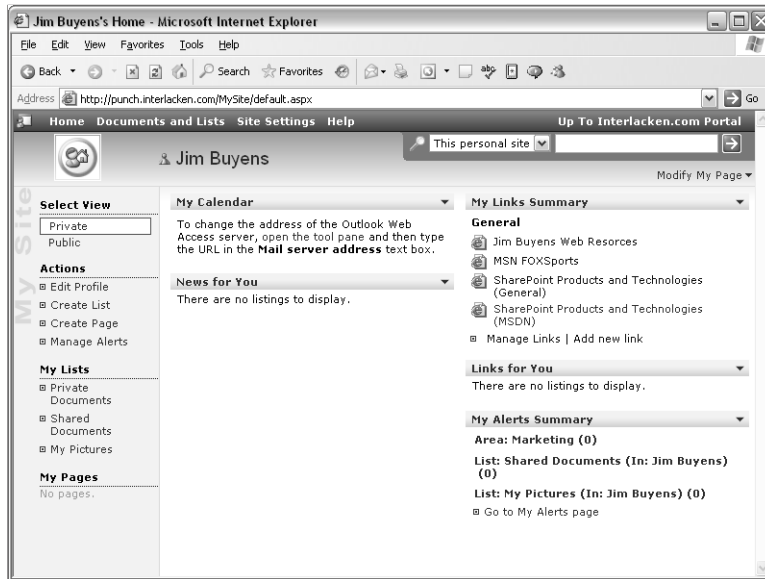 Jim Buyens's Home - Microsoft Internet Explorer
File Edit View Favorites Tools Help
Back Search Favorites
Address http://punch.interlacken.com/MySite/default.aspx Go
Home Documents and Lists Site Settings Help Up To Interlacken.com Portal
This personal site
Jim Buyens
Modify My Page
My Site
Select View
Private
Public
Actions
Edit Profile
Create List
Create Page
Manage Alerts
My Lists
Private
Documents
Shared
Documents
My Pictures
My Pages
No pages.
My Calendar
To change the address of the Outlook Web
Access server, open the tool pane and then type
the URL in the Mail server address text box.
News for You
There are no listings to display.
My Links Summary
General
Jim Buyens Web Resorces
MSN FOXSports
SharePoint Products and Technologies
(General)
SharePoint Products and Technologies
(MSDN)
Manage Links | Add new link
Links for You
There are no listings to display.
My Alerts Summary
Area: Marketing (0)
List: Shared Documents (In: Jim Buyens)
(0)
List: My Pictures (In: Jim Buyens) (0)
Go to My Alerts page